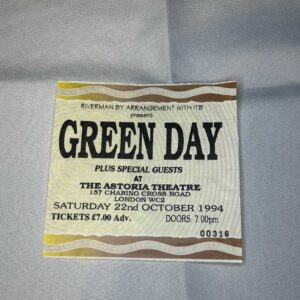 RIVERMAN BY ARRANGEMENT WITH ITB
present
GREEN DAY
PLUS SPECIAL GUESTS
AT
THE ASTORIA THEATRE
157 CHARING CROSS ROAD
LONDON WC2
SATURDAY 22nd OCTOBER 1994
TICKETS £7.00 Adv. DOORS. 7 00pm
00316